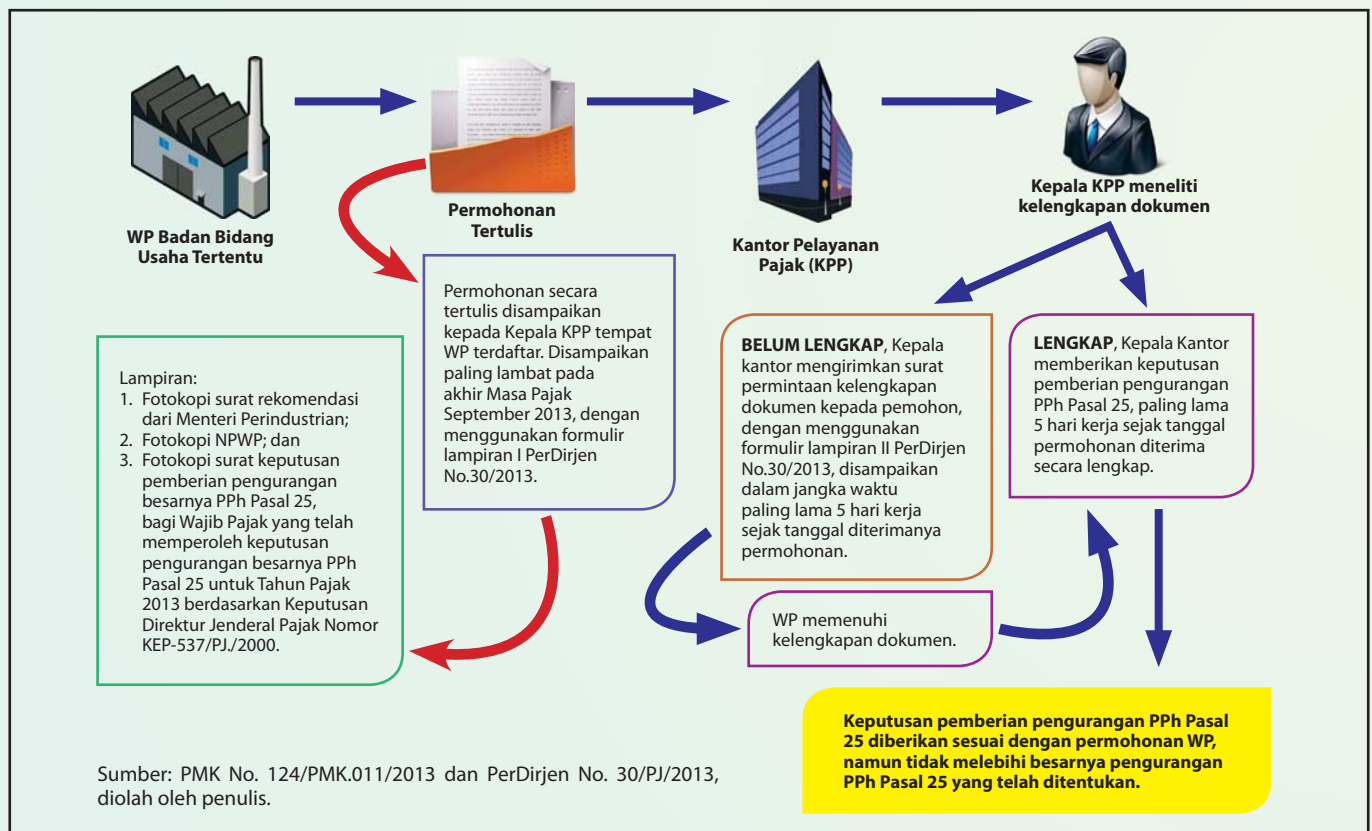 WP Badan Bidang
Usaha Tertentu
Permohonan
Tertulis
Kantor Pelayanan
Pajak (KPP)
Kepala KPP meneliti
kelengkapan dokumen
Permohonan secara
tertulis disampaikan
kepada Kepala KPP tempat
WP terdaftar. Disampaikan
paling lambat pada
akhir Masa Pajak
September 2013, dengan
menggunakan formulir
lampiran I PerDirjen
No.30/2013.
Lampiran:
1. Fotokopi surat rekomendasi
dari Menteri Perindustrian;
2. Fotokopi NPWP; dan
3. Fotokopi surat keputusan
pemberian pengurangan
besarnya PPh Pasal 25,
bagi Wajib Pajak yang telah
memperoleh keputusan
pengurangan besarnya PPh
Pasal 25 untuk Tahun Pajak
2013 berdasarkan Keputusan
Direktur Jenderal Pajak Nomor
KEP-537/PJ./2000.
BELUM LENGKAP, Kepala
kantor mengirimkan surat
permintaan kelengkapan
dokumen kepada pemohon,
dengan menggunakan
formulir lampiran II PerDirjen
No.30/2013, disampaikan
dalam jangka waktu
paling lama 5 hari kerja
sejak tanggal diterimanya
permohonan.
LENGKAP, Kepala Kantor
memberikan keputusan
pemberian pengurangan
PPh Pasal 25, paling lama
5 hari kerja sejak tanggal
permohonan diterima
secara lengkap.
WP memenuhi
kelengkapan dokumen.
Keputusan pemberian pengurangan PPh Pasal
25 diberikan sesuai dengan permohonan WP,
namun tidak melebihi besarnya pengurangan
PPh Pasal 25 yang telah ditentukan.
Sumber: PMK No. 124/PMK.011/2013 dan PerDirjen No. 30/PJ/2013,
diolah oleh penulis.